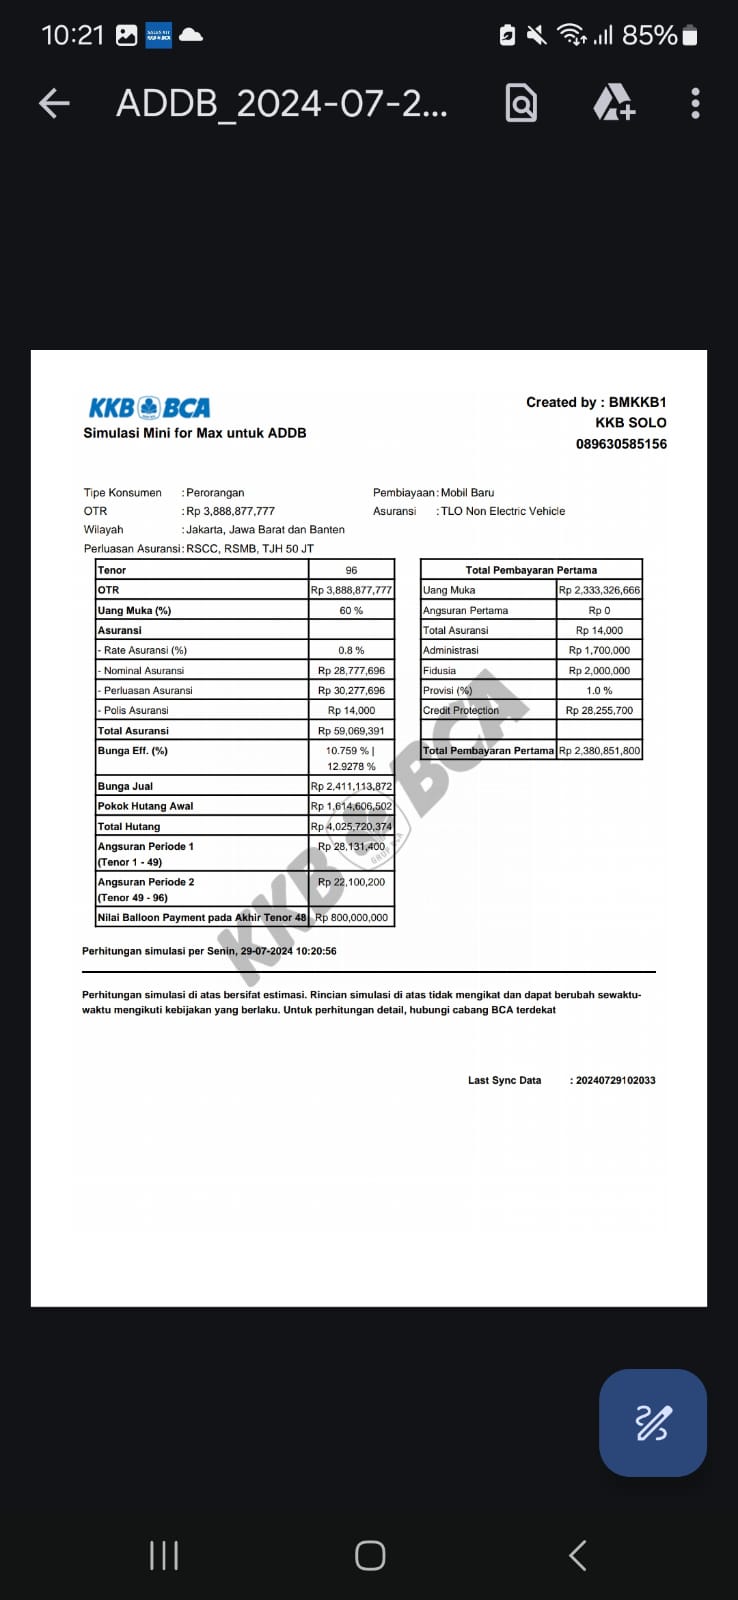 10:21 85%
ADDB_2024-07-2...
KKB BCA
Simulasi Mini for Max untuk ADDB
Created by : BMKKB1
KKB SOLO
089630585156
Tipe Konsumen : Perorangan Pembiayaan : Mobil Baru
OTR : Rp 3,888,877,777 Asuransi : TLO Non Electric Vehicle
Wilayah : Jakarta, Jawa Barat dan Banten
Perluasan Asuransi : RSCC, RSMB, TJH 50 JT
Tenor 96
OTR Rp 3,888,877,777
Uang Muka (%) 60 %
Asuransi
- Rate Asuransi (%) 0.8 %
- Nominal Asuransi Rp 28,777,696
- Perluasan Asuransi Rp 30,277,696
- Polis Asuransi Rp 14,000
Total Asuransi Rp 59,069,391
Bunga Eff. (%) 10.759 % |
12.9278 %
Bunga Jual Rp 2,411,113,872
Pokok Hutang Awal Rp 1,614,606,502
Total Hutang Rp 4,025,720,374
Angsuran Periode 1 Rp 28,131,400
(Tenor 1 - 49)
Angsuran Periode 2 Rp 22,100,200
(Tenor 49 - 96)
Nilai Balloon Payment pada Akhir Tenor 48 Rp 800,000,000
Total Pembayaran Pertama
Uang Muka Rp 2,333,326,666
Angsuran Pertama Rp 0
Total Asuransi Rp 14,000
Administrasi Rp 1,700,000
Fidusia Rp 2,000,000
Provisi (%) 1.0 %
Credit Protection Rp 28,255,700
Total Pembayaran Pertama Rp 2,380,851,800
KKB BCA
Perhitungan simulasi per Senin, 29-07-2024 10:20:56
Perhitungan simulasi di atas bersifat estimasi. Rincian simulasi di atas tidak mengikat dan dapat berubah sewaktu-
waktu mengikuti kebijakan yang berlaku. Untuk perhitungan detail, hubungi cabang BCA terdekat
Last Sync Data : 20240729102033